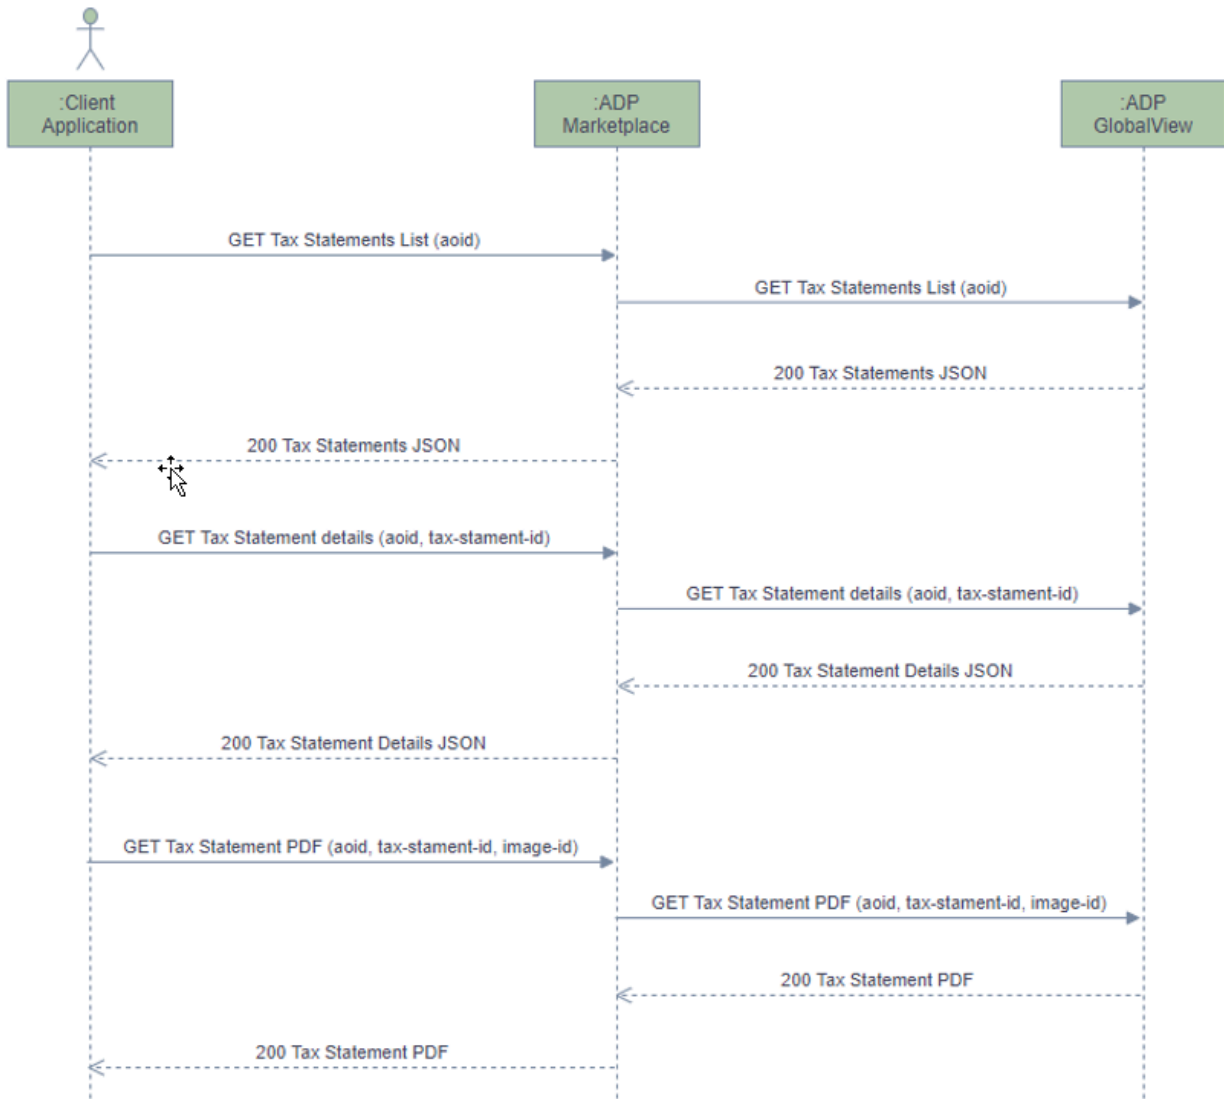 :Client
Application
:ADP
Marketplace
:ADP
GlobalView
GET Tax Statements List (aoid)
GET Tax Statements List (aoid)
200 Tax Statements JSON
200 Tax Statements JSON
GET Tax Statement details (aoid, tax-stament-id)
GET Tax Statement details (aoid, tax-stament-id)
200 Tax Statement Details JSON
200 Tax Statement Details JSON
GET Tax Statement PDF (aoid, tax-stament-id, image-id)
GET Tax Statement PDF (aoid, tax-stament-id, image-id)
200 Tax Statement PDF
200 Tax Statement PDF